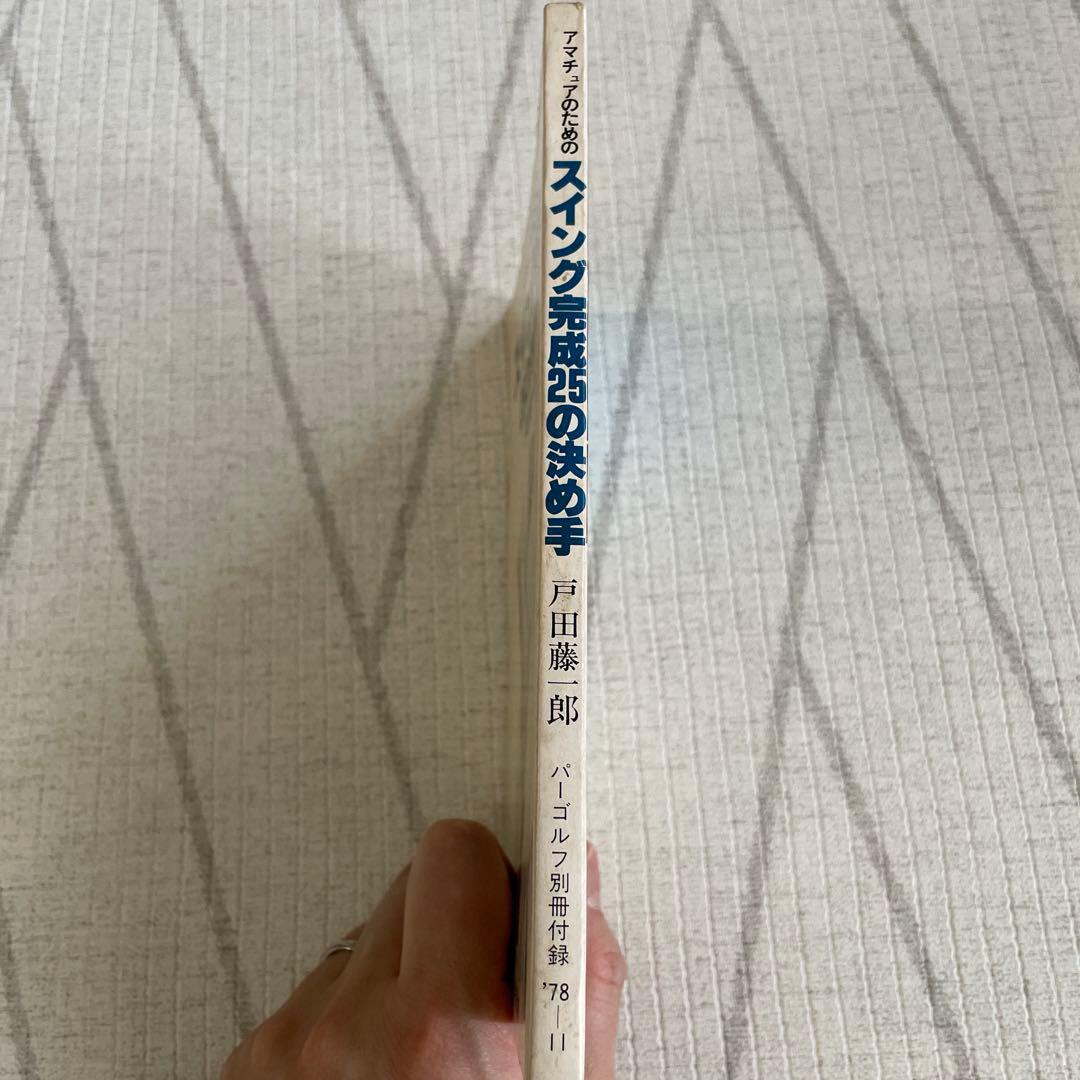 アマチュアのための
スイング完成25の決め手
戸田藤一郎
パーゴルフ別冊付録
'78—11